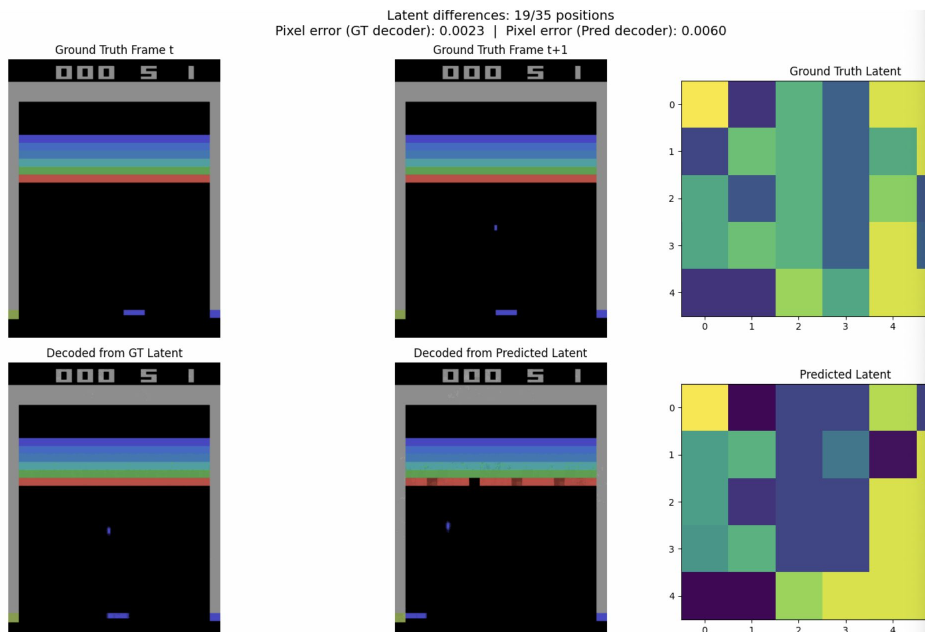 Latent differences: 19/35 positions
Pixel error (GT decoder): 0.0023 | Pixel error (Pred decoder): 0.0060
Ground Truth Frame t
Ground Truth Frame t+1
000 5 1
000 5 1
Ground Truth Latent
0
1
2
3
4
0 1 2 3 4
Decoded from GT Latent
Decoded from Predicted Latent
000 5 1
000 5 1
Predicted Latent
0
1
2
3
4
0 1 2 3 4